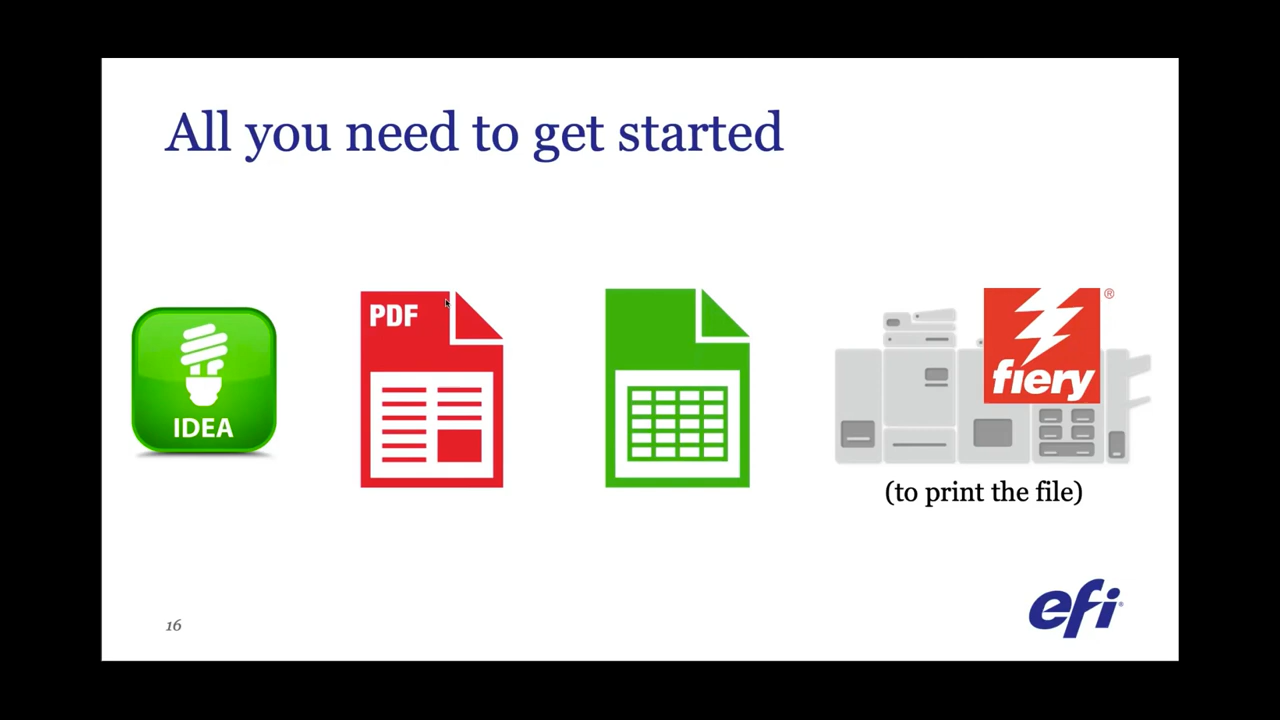 All you need to get started
IDEA
PDF
fiery®
(to print the file)
16
efi